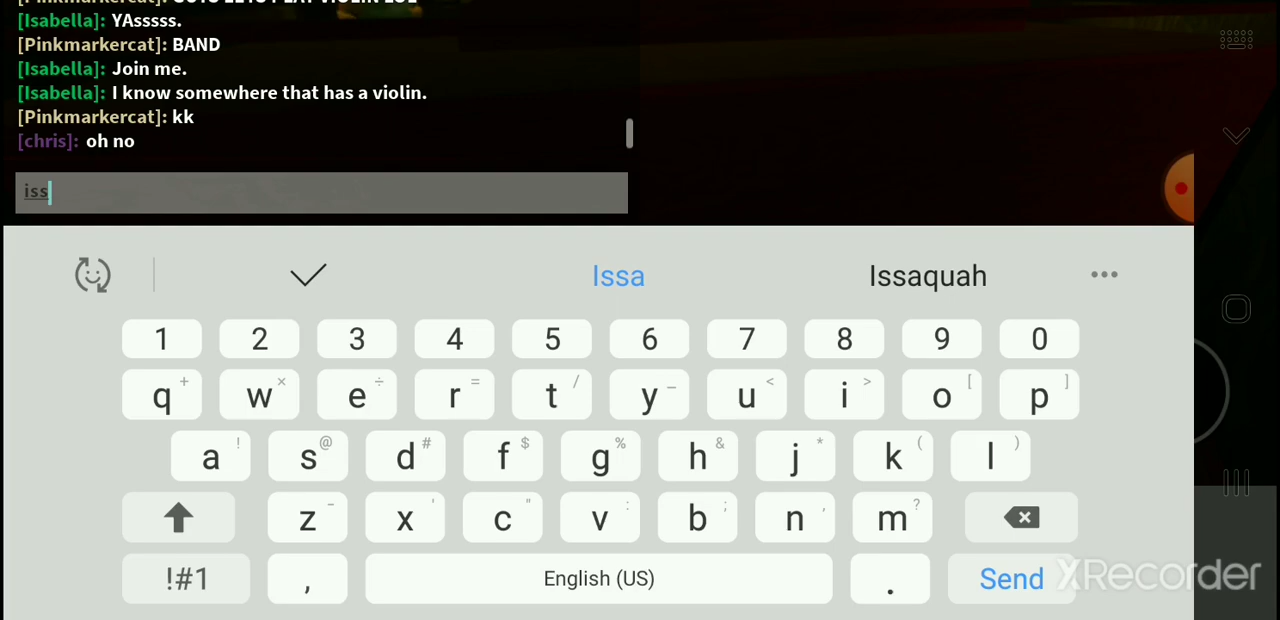 [Isabella]: YAsssss.
[Pinkmarkercat]: BAND
[Isabella]: Join me.
[Isabella]: I know somewhere that has a violin.
[Pinkmarkercat]: kk
[chris]: oh no
iss
Issa Issaquah •••
1 2 3 4 5 6 7 8 9 0
q + w × e ÷ r = t / y _ u < i > o [ p ]
a ! s @ d # f $ g % h & j * k ( l )
z - x ' c " v : b ; n , m ?
!#1 , English (US) . Send
XRecorder